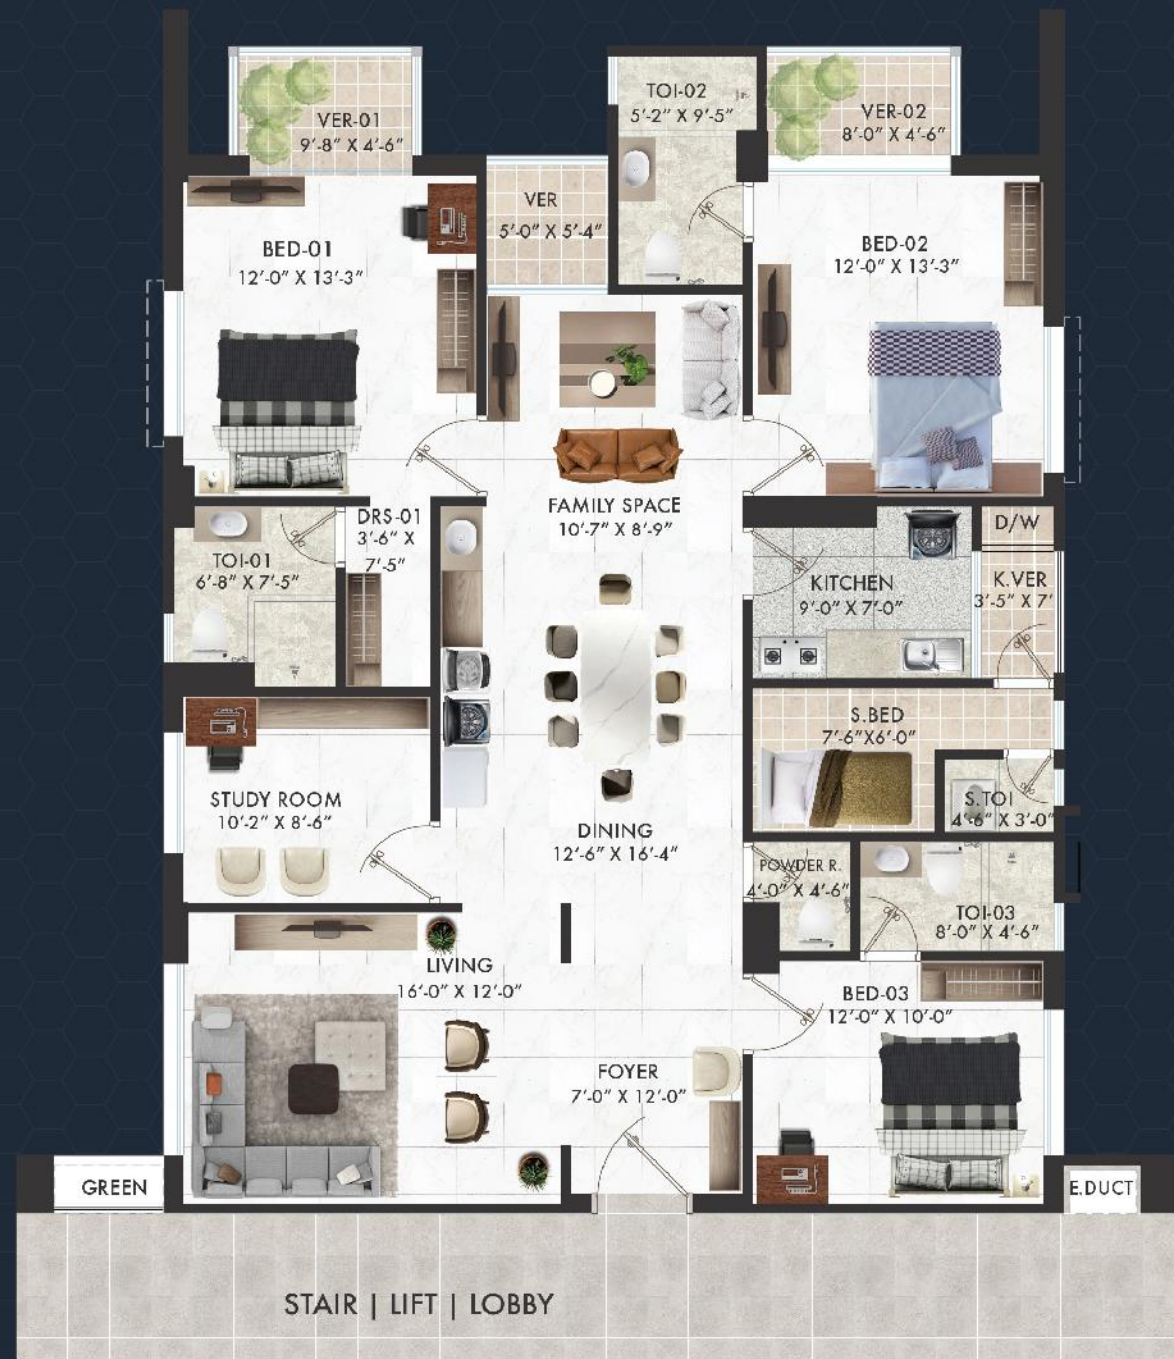 TOI-02
5'-2" X 9'-5"
VER-01
9'-8" X 4'-6"
VER-02
8'-0" X 4'-6"
VER
5'-0" X 5'-4"
BED-01
12'-0" X 13'-3"
BED-02
12'-0" X 13'-3"
FAMILY SPACE
10'-7" X 8'-9"
DRS-01
3'-6" X
7'-5"
TOI-01
6'-8" X 7'-5"
D/W
KITCHEN
9'-0" X 7'-0"
K.VER
3'-5" X 7'
S.BED
7'-6"X6'-0"
STUDY ROOM
10'-2" X 8'-6"
S.TOI
4'-6" X 3'-0"
DINING
12'-6" X 16'-4"
POWDER R.
4'-0" X 4'-6"
TOI-03
8'-0" X 4'-6"
LIVING
16'-0" X 12'-0"
BED-03
12'-0" X 10'-0"
FOYER
7'-0" X 12'-0"
GREEN
E.DUCT
STAIR | LIFT | LOBBY